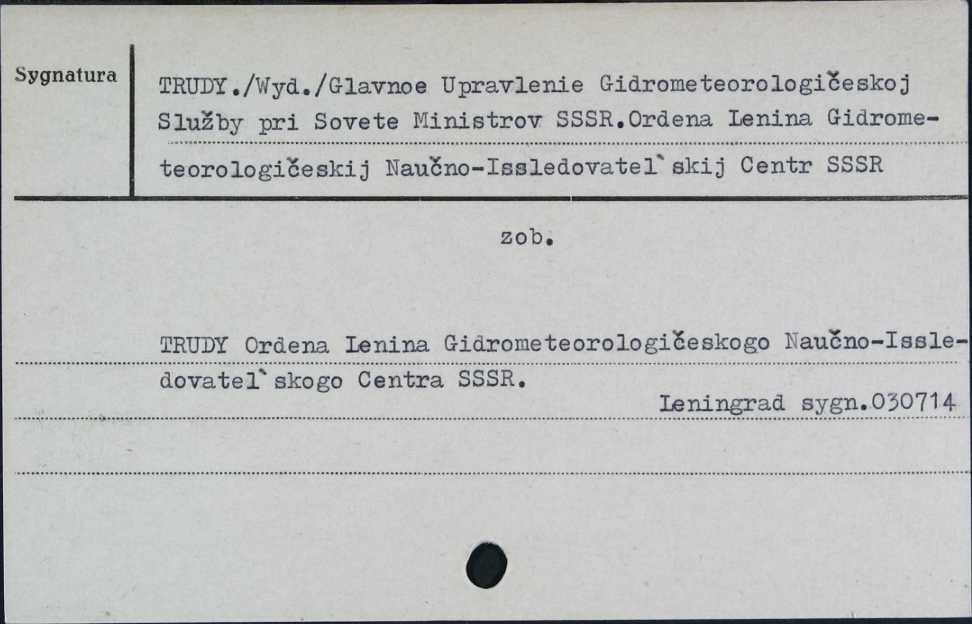 Sygnatura
TRUDY./Wyd./Glavnoe Upravlenie Gidrometeorologičeskoj
Služby pri Sovete Ministrov SSSR.Ordena Lenina Gidrome-
teorologičeskij Naučno-Issledovatel`skij Centr SSSR
zob.
TRUDY Ordena Lenina Gidrometeorologičeskogo Naučno-Issle-
dovatel`skogo Centra SSSR.
Leningrad sygn.030714